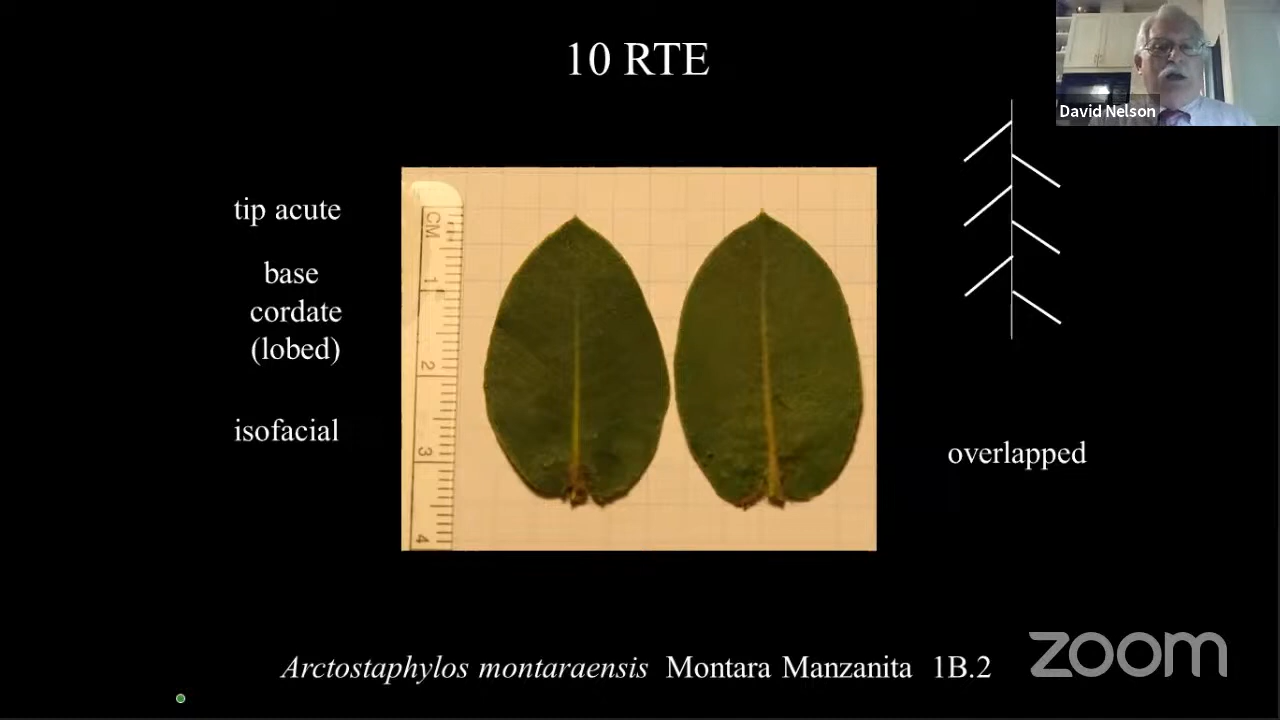 10 RTE
David Nelson
tip acute
base
cordate
(lobed)
isofacial
CM
1
2
3
4
overlapped
Arctostaphylos montaraensis Montara Manzanita 1B.2
zoom